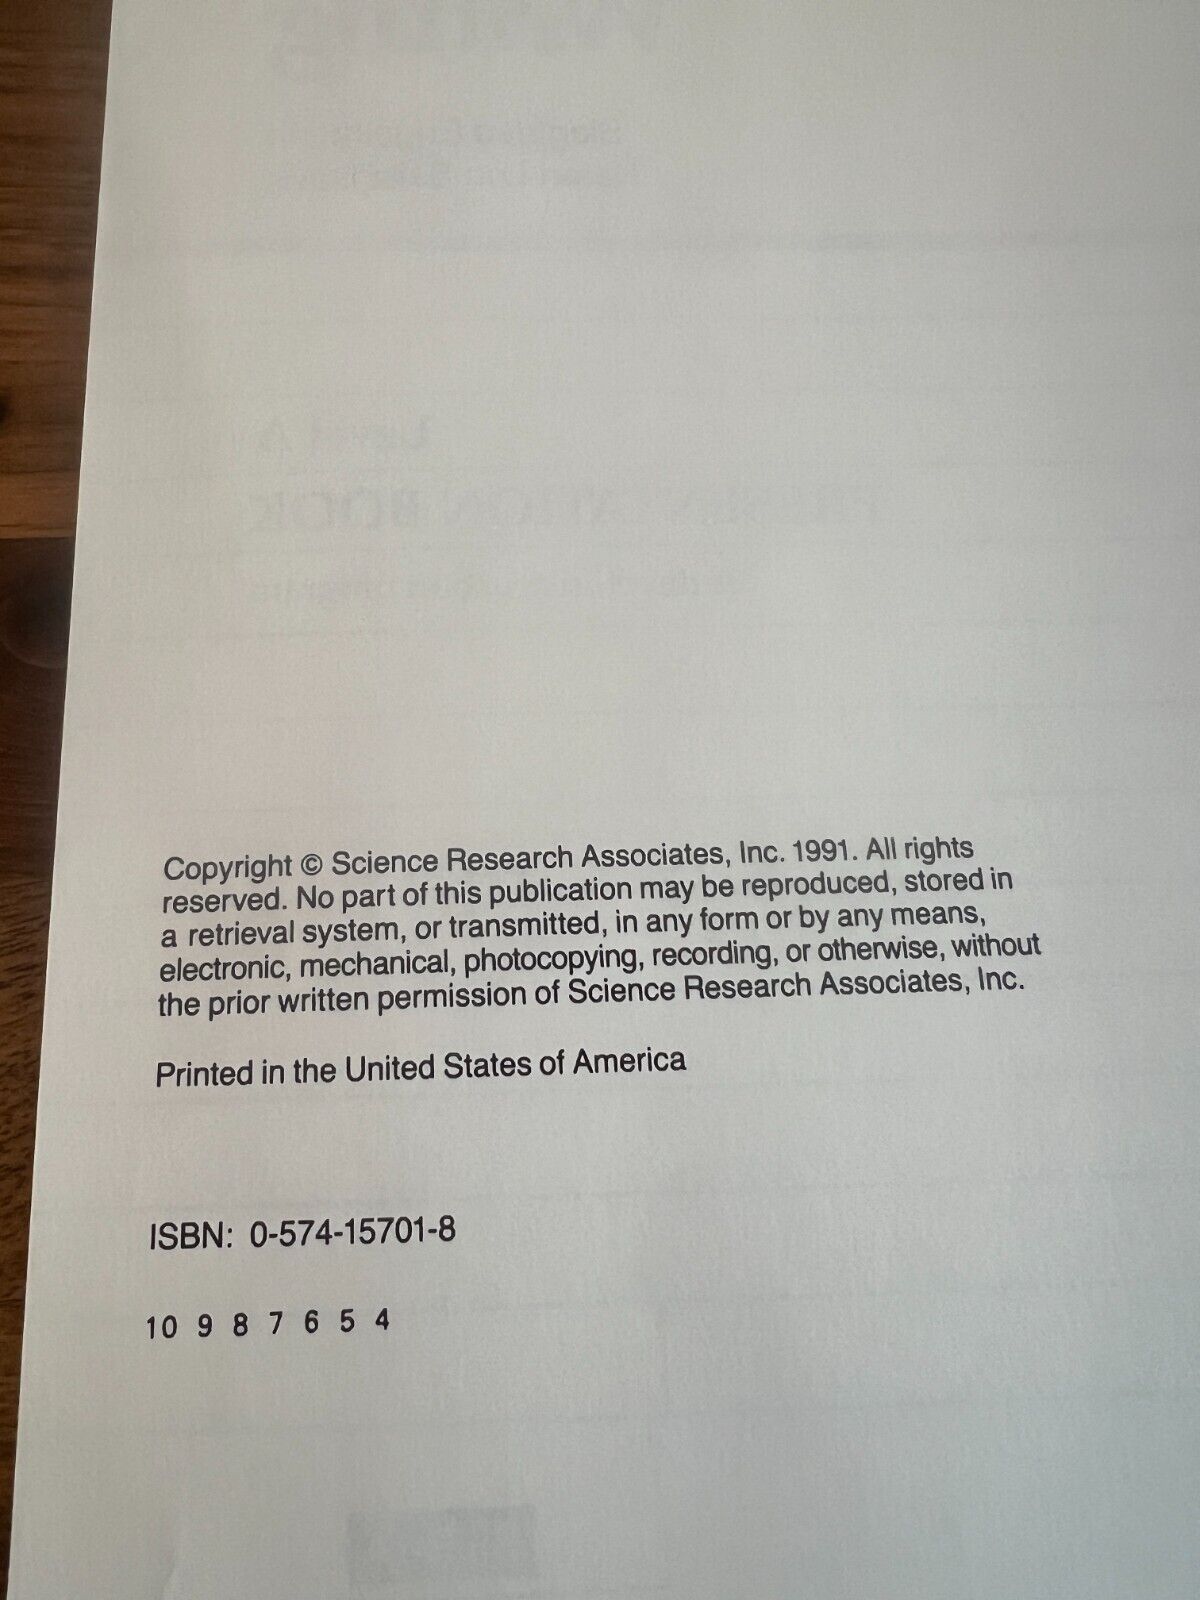 Copyright © Science Research Associates, Inc. 1991. All rights
reserved. No part of this publication may be reproduced, stored in
a retrieval system, or transmitted, in any form or by any means,
electronic, mechanical, photocopying, recording, or otherwise, without
the prior written permission of Science Research Associates, Inc.
Printed in the United States of America
ISBN: 0-574-15701-8
10 9 8 7 6 5 4